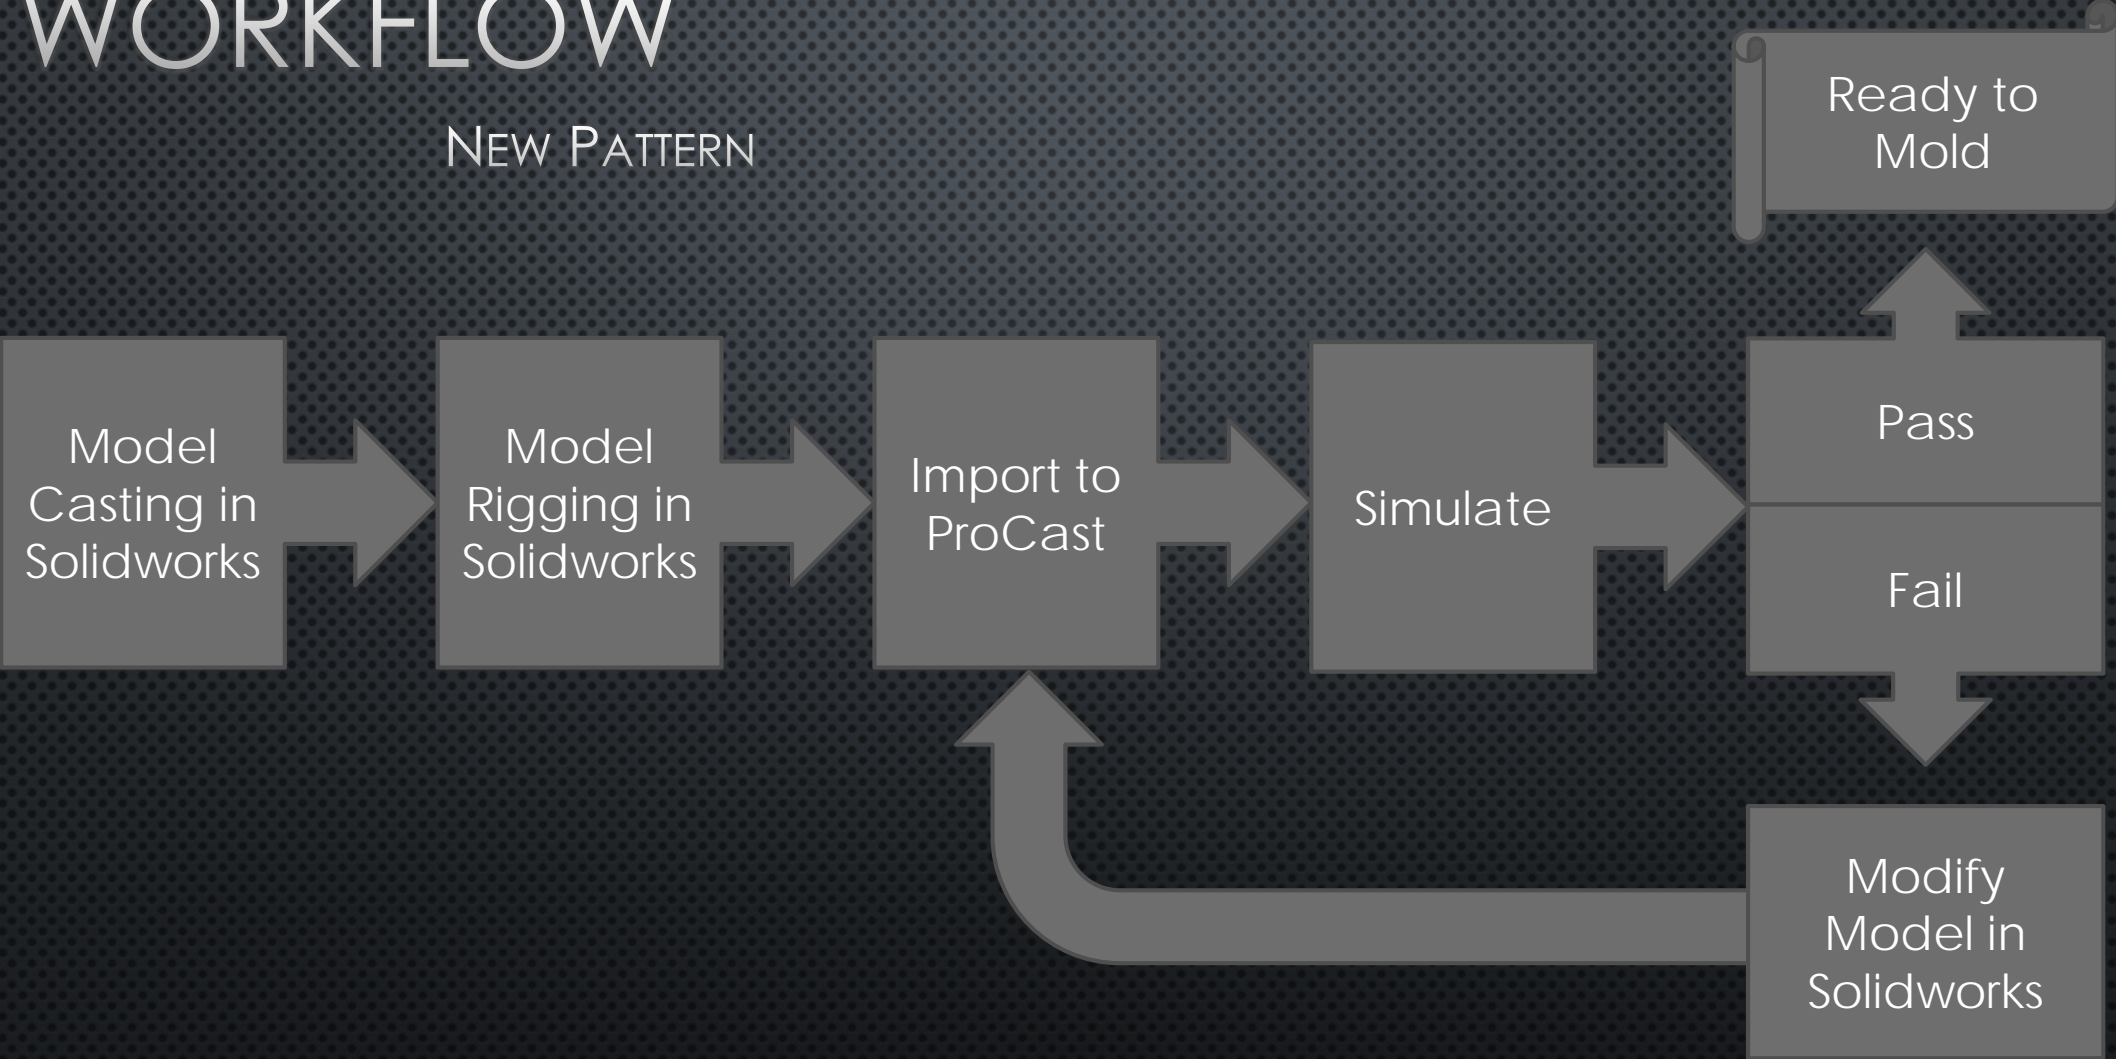 WORKFLOW
NEW PATTERN
Ready to
Mold
Model
Casting in
Solidworks
Model
Rigging in
Solidworks
Import to
ProCast
Simulate
Pass
Fail
Modify
Model in
Solidworks